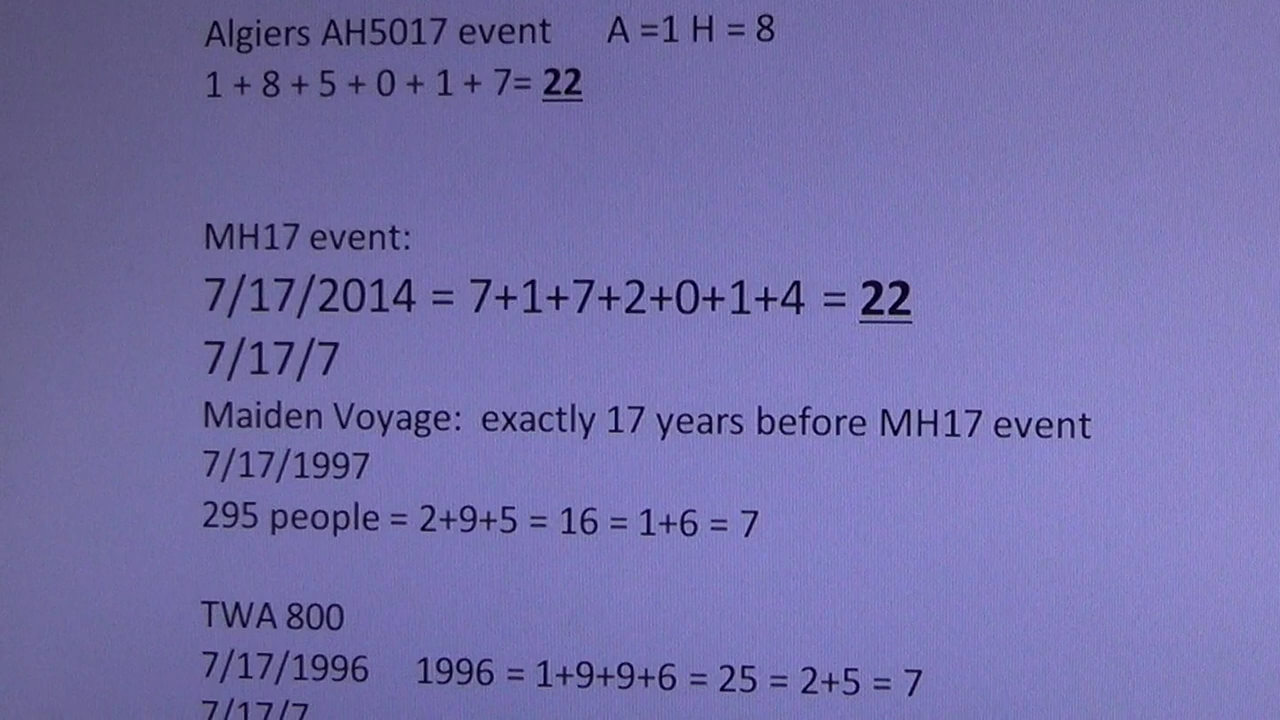 Algiers AH5017 event A =1 H = 8
1 + 8 + 5 + 0 + 1 + 7= 22
MH17 event:
7/17/2014 = 7+1+7+2+0+1+4 = 22
7/17/7
Maiden Voyage: exactly 17 years before MH17 event
7/17/1997
295 people = 2+9+5 = 16 = 1+6 = 7
TWA 800
7/17/1996 1996 = 1+9+9+6 = 25 = 2+5 = 7
7/17/7